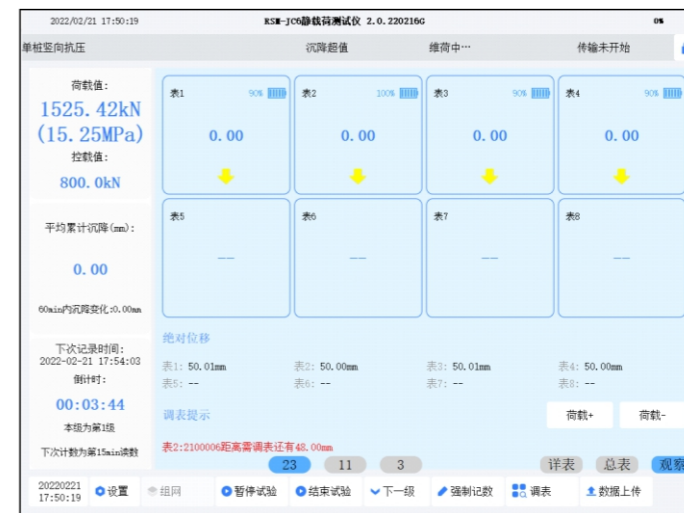 2022/02/21 17:50:19 RSM-JC6静载荷测试仪 2.0.220216G 0%
单桩竖向抗压 沉降超值 维荷中… 传输未开始
荷载值:
1525.42kN
(15.25MPa)
控载值:
800.0kN
平均累计沉降(mm):
0.00
60min内沉降变化:0.00mm
下次记录时间:
2022-02-21 17:54:03
倒计时:
00:03:44
本级为第1级
下次计数为第15min读数
表1 90% 表2 100% 表3 90% 表4 90%
0.00 0.00 0.00 0.00
表5 表6 表7 表8
-- -- -- --
绝对位移
表1: 50.01mm 表2: 50.00mm 表3: 50.01mm 表4: 50.00mm
表5: -- 表6: -- 表7: -- 表8: --
调表提示 荷载+ 荷载-
表2:2100006距高需调表还有48.00mm
23 11 3 详表 总表 观察
20220221
17:50:19 设置 组网 暂停试验 结束试验 下一级 强制记数 调表 数据上传